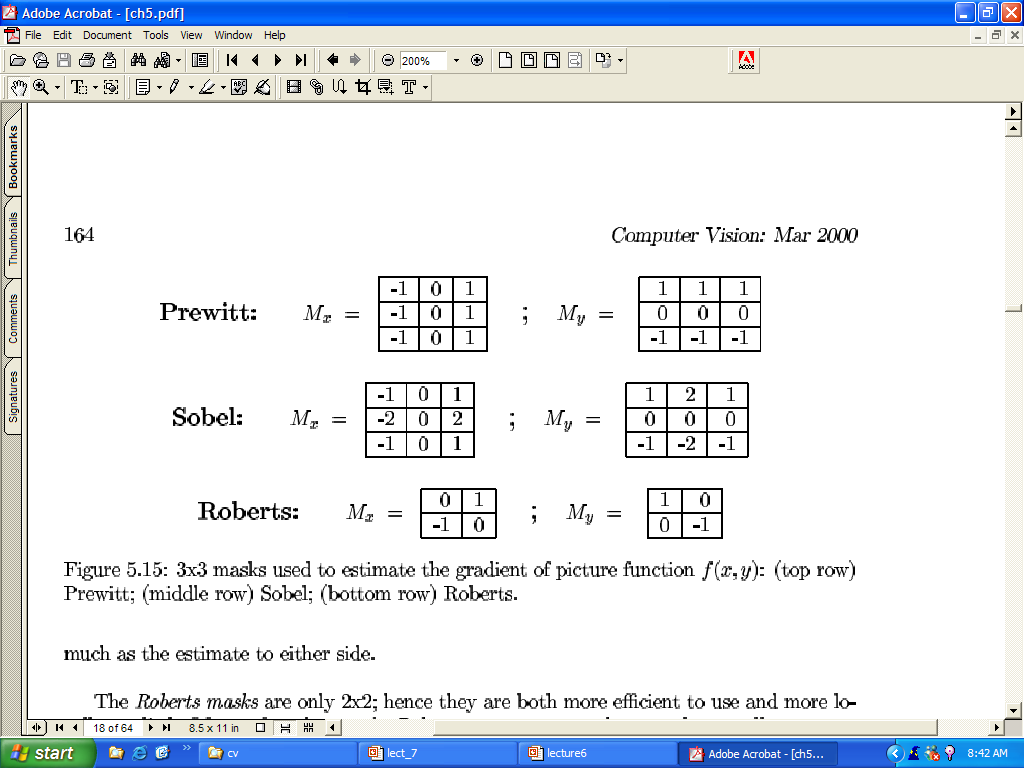 Adobe Acrobat - [ch5.pdf]
File Edit Document Tools View Window Help
200%
Adobe
Bookmarks
Thumbnails
Comments
Signatures
164 Computer Vision: Mar 2000
Prewitt: Mx = ; My =
-1 0 1 1 1 1
-1 0 1 0 0 0
-1 0 1 -1 -1 -1
Sobel: Mx = ; My =
-1 0 1 1 2 1
-2 0 2 0 0 0
-1 0 1 -1 -2 -1
Roberts: Mx = ; My =
0 1 1 0
-1 0 0 -1
Figure 5.15: 3x3 masks used to estimate the gradient of picture function f(x, y): (top row)
Prewitt; (middle row) Sobel; (bottom row) Roberts.
much as the estimate to either side.
The Roberts masks are only 2x2; hence they are both more efficient to use and more lo-
18 of 64 8.5 x 11 in
start cv lect_7 lecture6 Adobe Acrobat - [ch5... 8:42 AM